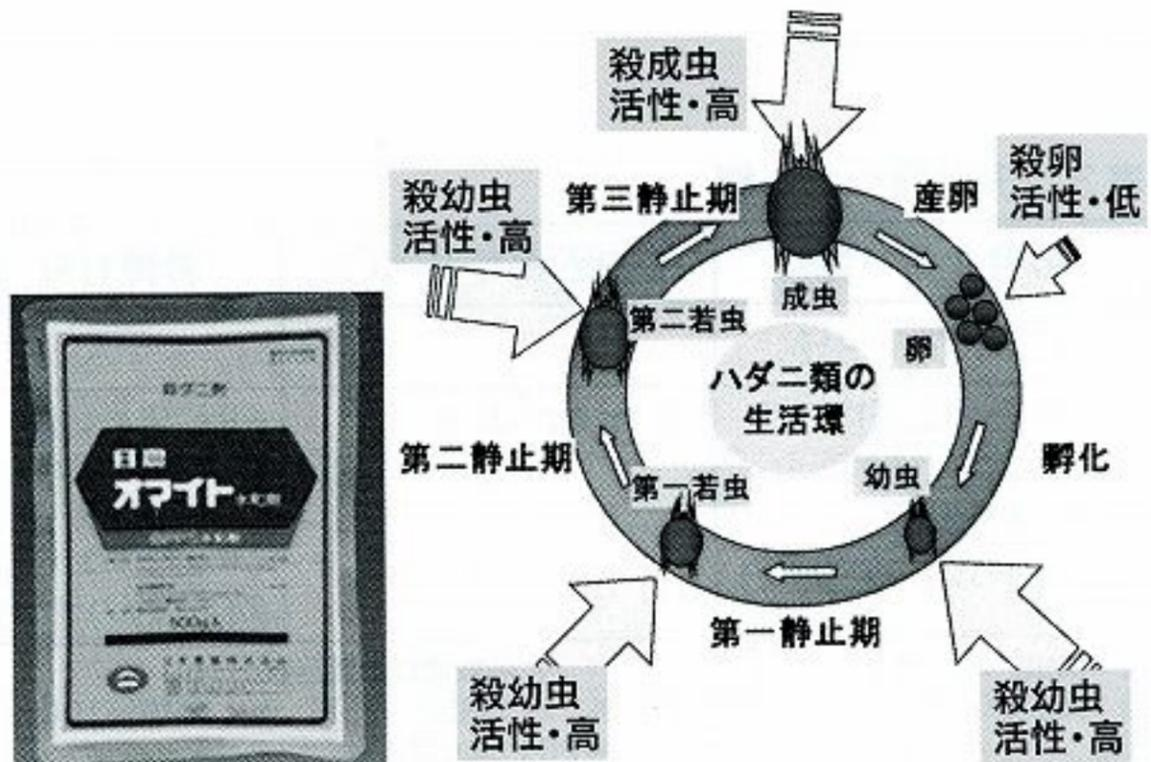 殺成虫
活性・高
殺卵
活性・低
殺幼虫
活性・高
第三静止期
産卵
成虫
第二若虫
卵
ハダニ類の
生活環
第二静止期
孵化
第一若虫
幼虫
第一静止期
殺幼虫
活性・高
殺幼虫
活性・高
殺ダニ剤
日曹
オマイト水和剤